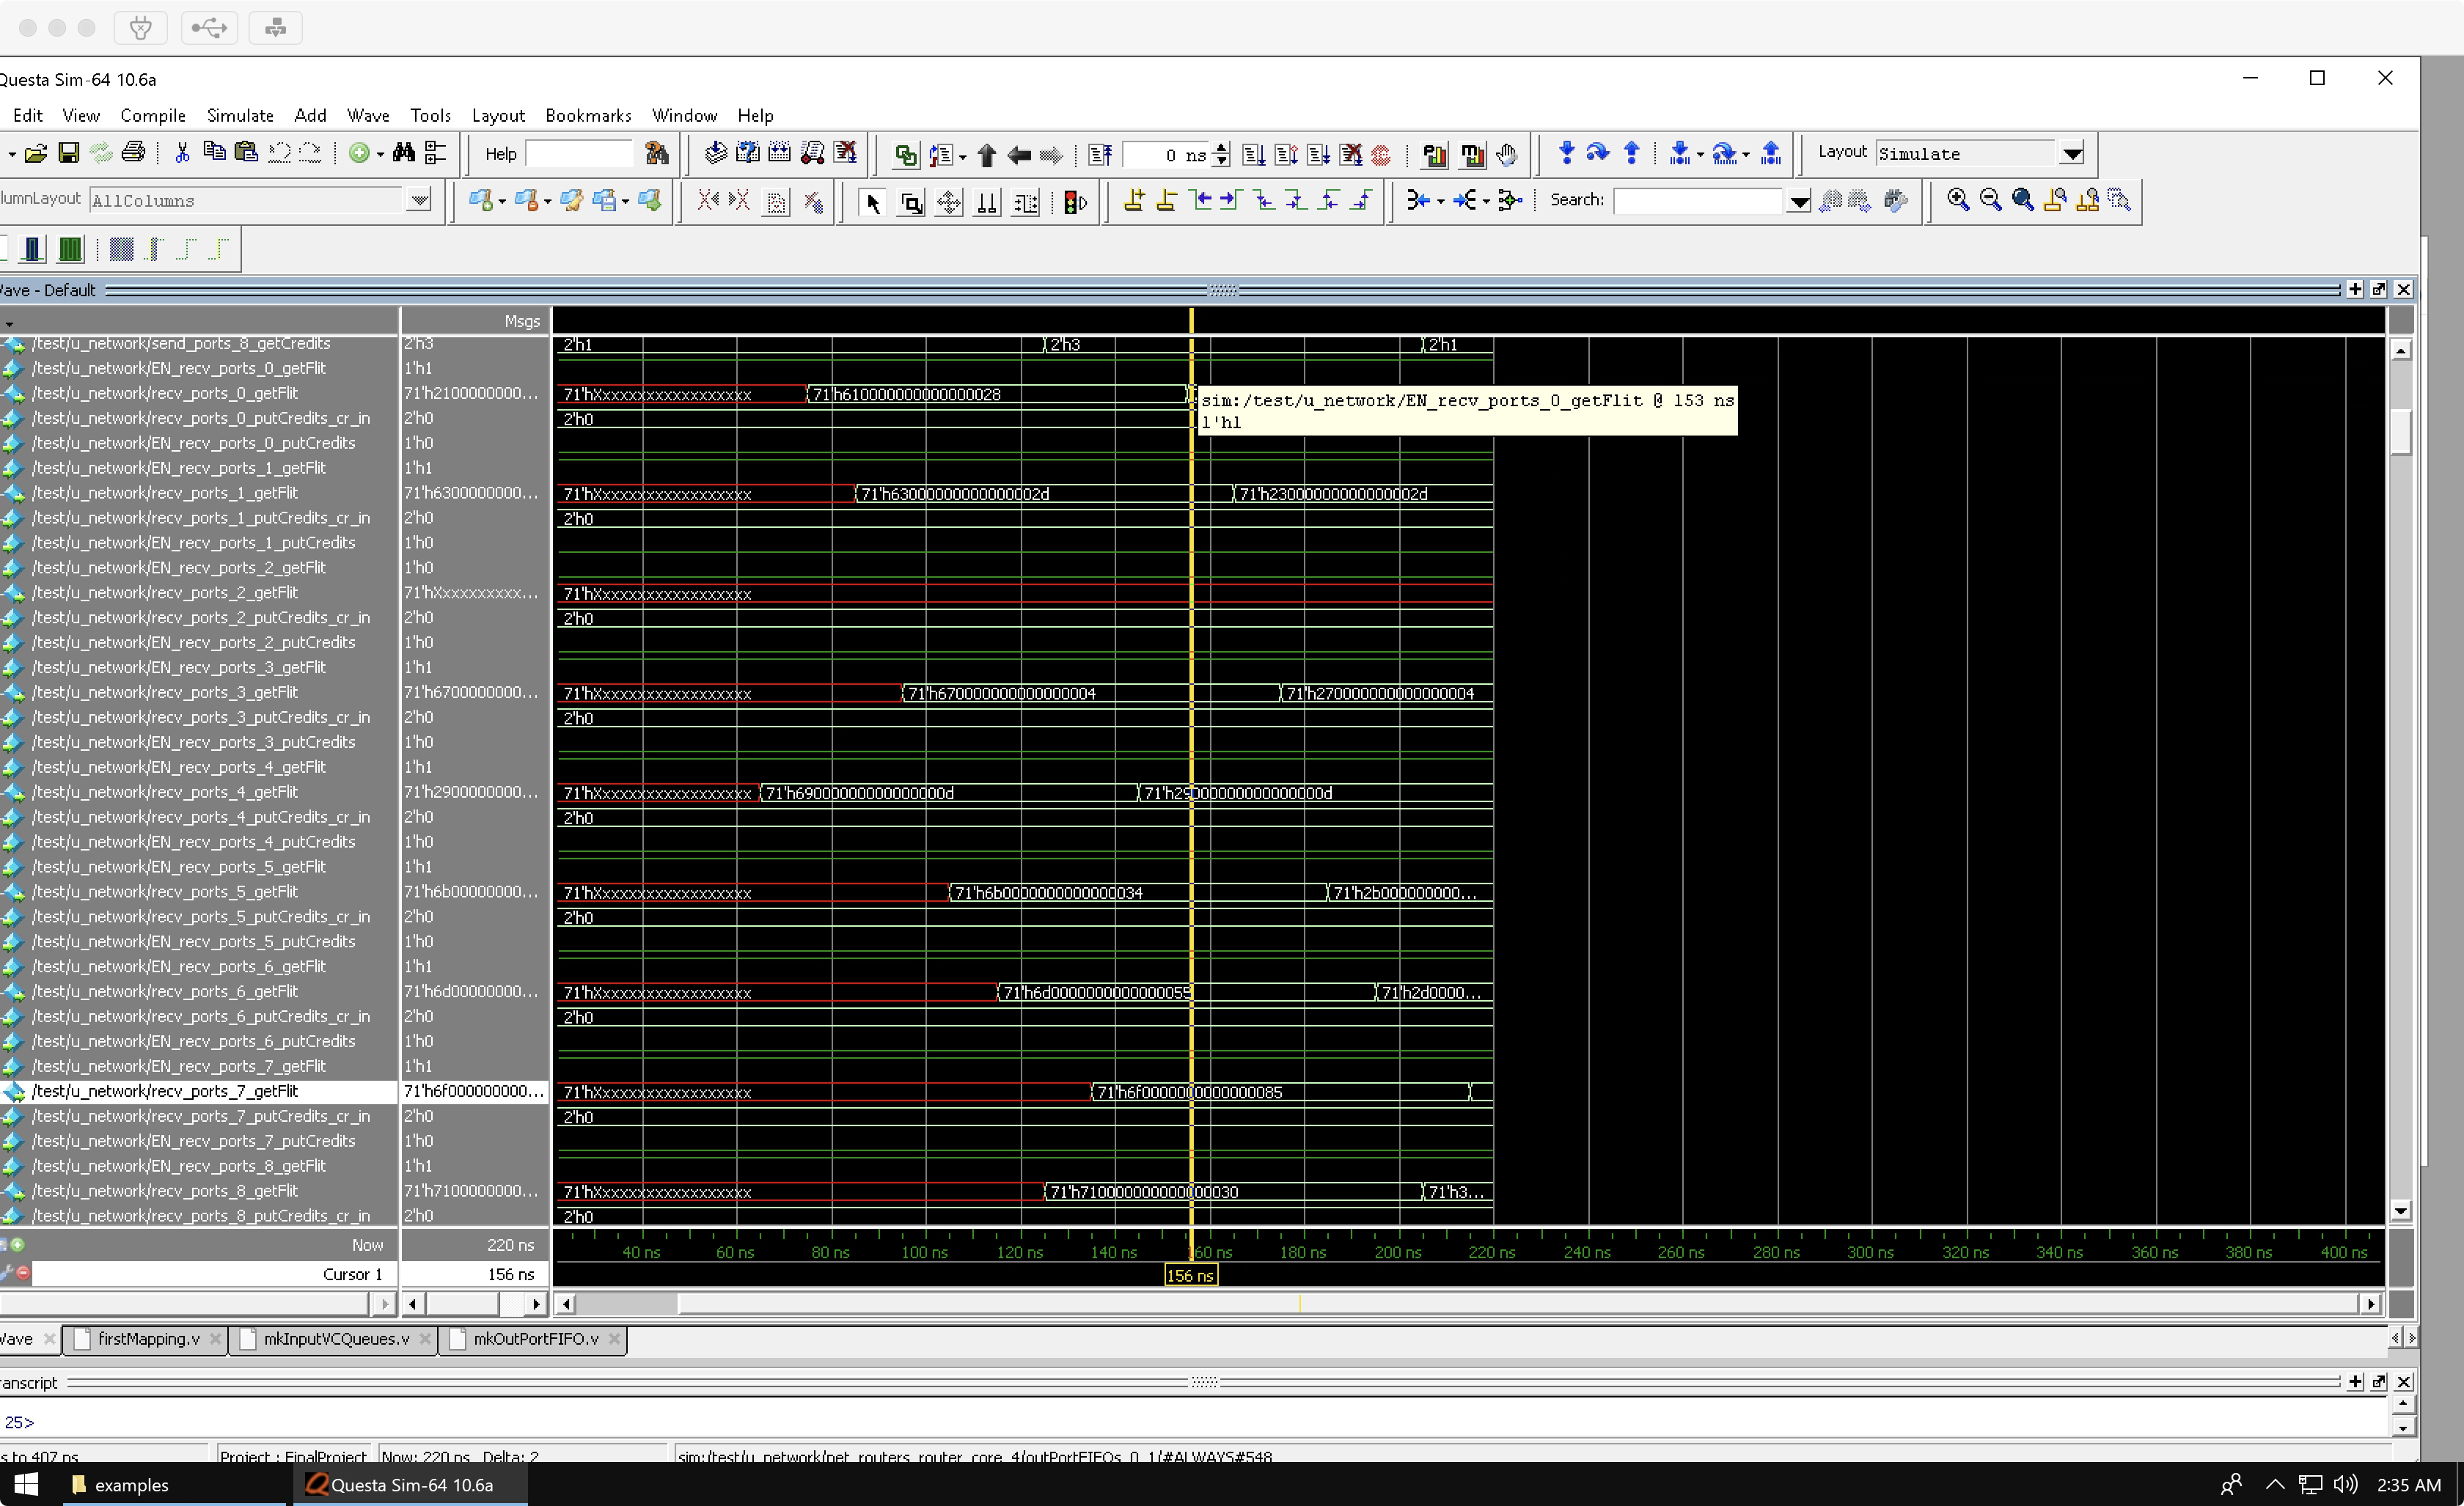 Questa Sim-64 10.6a
Edit View Compile Simulate Add Wave Tools Layout Bookmarks Window Help
Help 0 ns Layout Simulate
lumnLayout AllColumns Search:
Wave - Default
Msgs
/test/u_network/send_ports_8_getCredits 2'h3 2'h1 2'h3 2'h1
/test/u_network/EN_recv_ports_0_getFlit 1'h1
/test/u_network/recv_ports_0_getFlit 71'h2100000000... 71'hXxxxxxxxxxxxxxxxxx 71'h610000000000000028
sim:/test/u_network/EN_recv_ports_0_getFlit @ 153 ns
1'h1
/test/u_network/recv_ports_0_putCredits_cr_in 2'h0 2'h0
/test/u_network/EN_recv_ports_0_putCredits 1'h0
/test/u_network/EN_recv_ports_1_getFlit 1'h1
/test/u_network/recv_ports_1_getFlit 71'h6300000000... 71'hXxxxxxxxxxxxxxxxxx 71'h63000000000000002d 71'h23000000000000002d
/test/u_network/recv_ports_1_putCredits_cr_in 2'h0 2'h0
/test/u_network/EN_recv_ports_1_putCredits 1'h0
/test/u_network/EN_recv_ports_2_getFlit 1'h0
/test/u_network/recv_ports_2_getFlit 71'hXxxxxxxxxx... 71'hXxxxxxxxxxxxxxxxxx
/test/u_network/recv_ports_2_putCredits_cr_in 2'h0 2'h0
/test/u_network/EN_recv_ports_2_putCredits 1'h0
/test/u_network/EN_recv_ports_3_getFlit 1'h1
/test/u_network/recv_ports_3_getFlit 71'h6700000000... 71'hXxxxxxxxxxxxxxxxxx 71'h670000000000000004 71'h270000000000000004
/test/u_network/recv_ports_3_putCredits_cr_in 2'h0 2'h0
/test/u_network/EN_recv_ports_3_putCredits 1'h0
/test/u_network/EN_recv_ports_4_getFlit 1'h1
/test/u_network/recv_ports_4_getFlit 71'h2900000000... 71'hXxxxxxxxxxxxxxxxxx 71'h69000000000000000d 71'h29000000000000000d
/test/u_network/recv_ports_4_putCredits_cr_in 2'h0 2'h0
/test/u_network/EN_recv_ports_4_putCredits 1'h0
/test/u_network/EN_recv_ports_5_getFlit 1'h1
/test/u_network/recv_ports_5_getFlit 71'h6b00000000... 71'hXxxxxxxxxxxxxxxxxx 71'h6b0000000000000034 71'h2b000000000...
/test/u_network/recv_ports_5_putCredits_cr_in 2'h0 2'h0
/test/u_network/EN_recv_ports_5_putCredits 1'h0
/test/u_network/EN_recv_ports_6_getFlit 1'h1
/test/u_network/recv_ports_6_getFlit 71'h6d00000000... 71'hXxxxxxxxxxxxxxxxxx 71'h6d0000000000000055 71'h2d0000...
/test/u_network/recv_ports_6_putCredits_cr_in 2'h0 2'h0
/test/u_network/EN_recv_ports_6_putCredits 1'h0
/test/u_network/EN_recv_ports_7_getFlit 1'h1
/test/u_network/recv_ports_7_getFlit 71'h6f000000000... 71'hXxxxxxxxxxxxxxxxxx 71'h6f0000000000000085
/test/u_network/recv_ports_7_putCredits_cr_in 2'h0 2'h0
/test/u_network/EN_recv_ports_7_putCredits 1'h0
/test/u_network/EN_recv_ports_8_getFlit 1'h1
/test/u_network/recv_ports_8_getFlit 71'h7100000000... 71'hXxxxxxxxxxxxxxxxxx 71'h710000000000000030 71'h3...
/test/u_network/recv_ports_8_putCredits_cr_in 2'h0 2'h0
Now 220 ns 40 ns 60 ns 80 ns 100 ns 120 ns 140 ns 160 ns 180 ns 200 ns 220 ns 240 ns 260 ns 280 ns 300 ns 320 ns 340 ns 360 ns 380 ns 400 ns
Cursor 1 156 ns 156 ns
Wave firstMapping.v mkInputVCQueues.v mkOutPortFIFO.v
ranscript
25>
s to 407 ns Project : FinalProject Now: 220 ns Delta: 2 sim:/test/u_network/net_routers_router_core_4/outPortFIFOs_0_1/#ALWAYS#548
examples Questa Sim-64 10.6a 2:35 AM